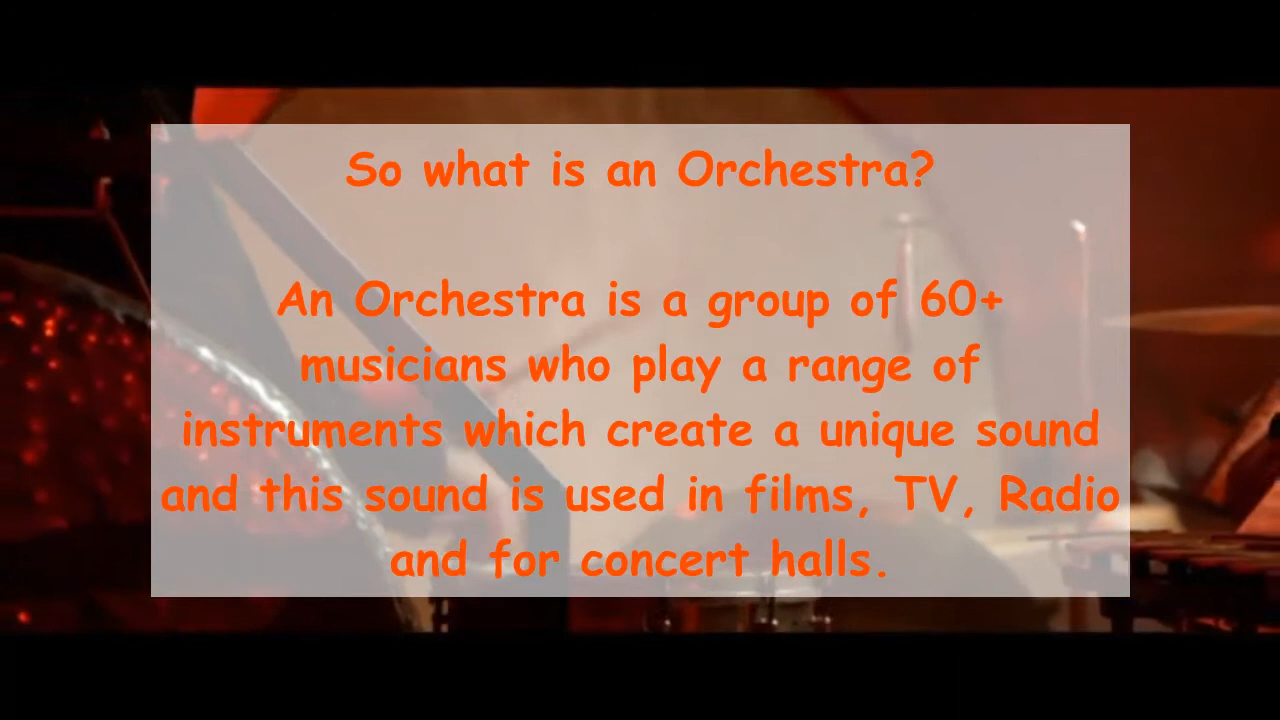 So what is an Orchestra?
An Orchestra is a group of 60+
musicians who play a range of
instruments which create a unique sound
and this sound is used in films, TV, Radio
and for concert halls.